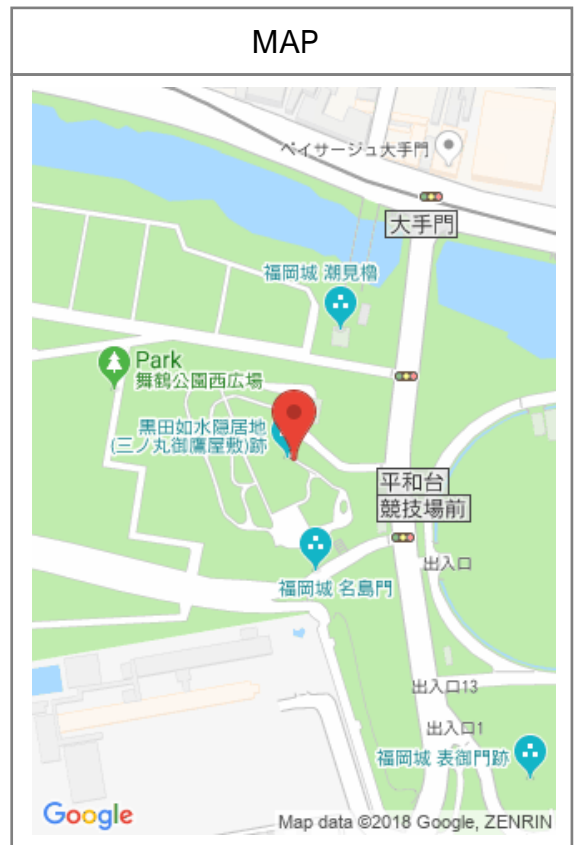 MAP
ペイサージュ大手門
大手門
福岡城 潮見櫓
Park
舞鶴公園西広場
黒田如水隠居地
(三ノ丸御鷹屋敷)跡
平和台
競技場前
出入口
福岡城 名島門
出入口13
出入口1
福岡城 表御門跡
Google
Map data ©2018 Google, ZENRIN